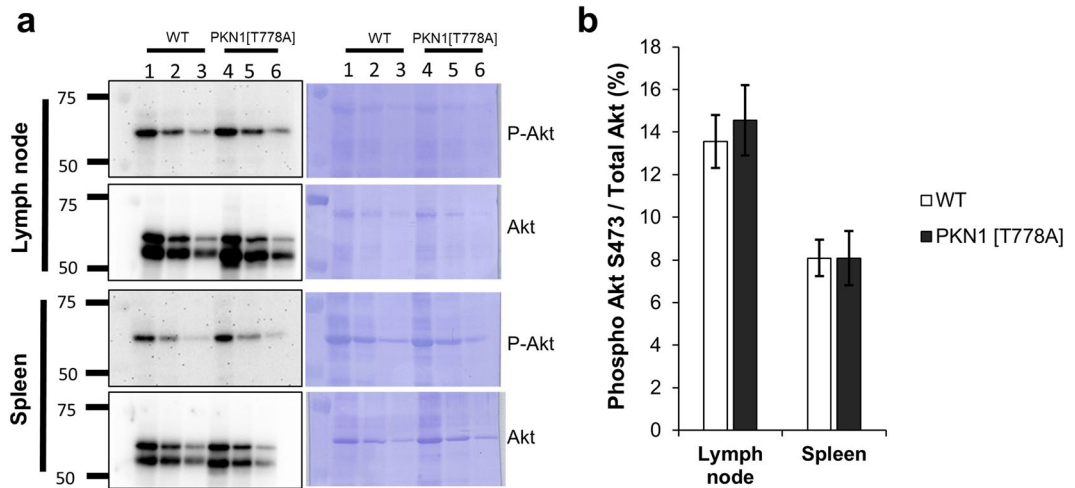 a
WT PKN1[T778A] WT PKN1[T778A]
1 2 3 4 5 6 1 2 3 4 5 6
Lymph node
75
50
P-Akt
75
50
Akt
Spleen
75
50
P-Akt
75
50
Akt
b
Phospho Akt S473 / Total Akt (%)
18
16
14
12
10
8
6
4
2
0
Lymph
node
Spleen
WT
PKN1 [T778A]